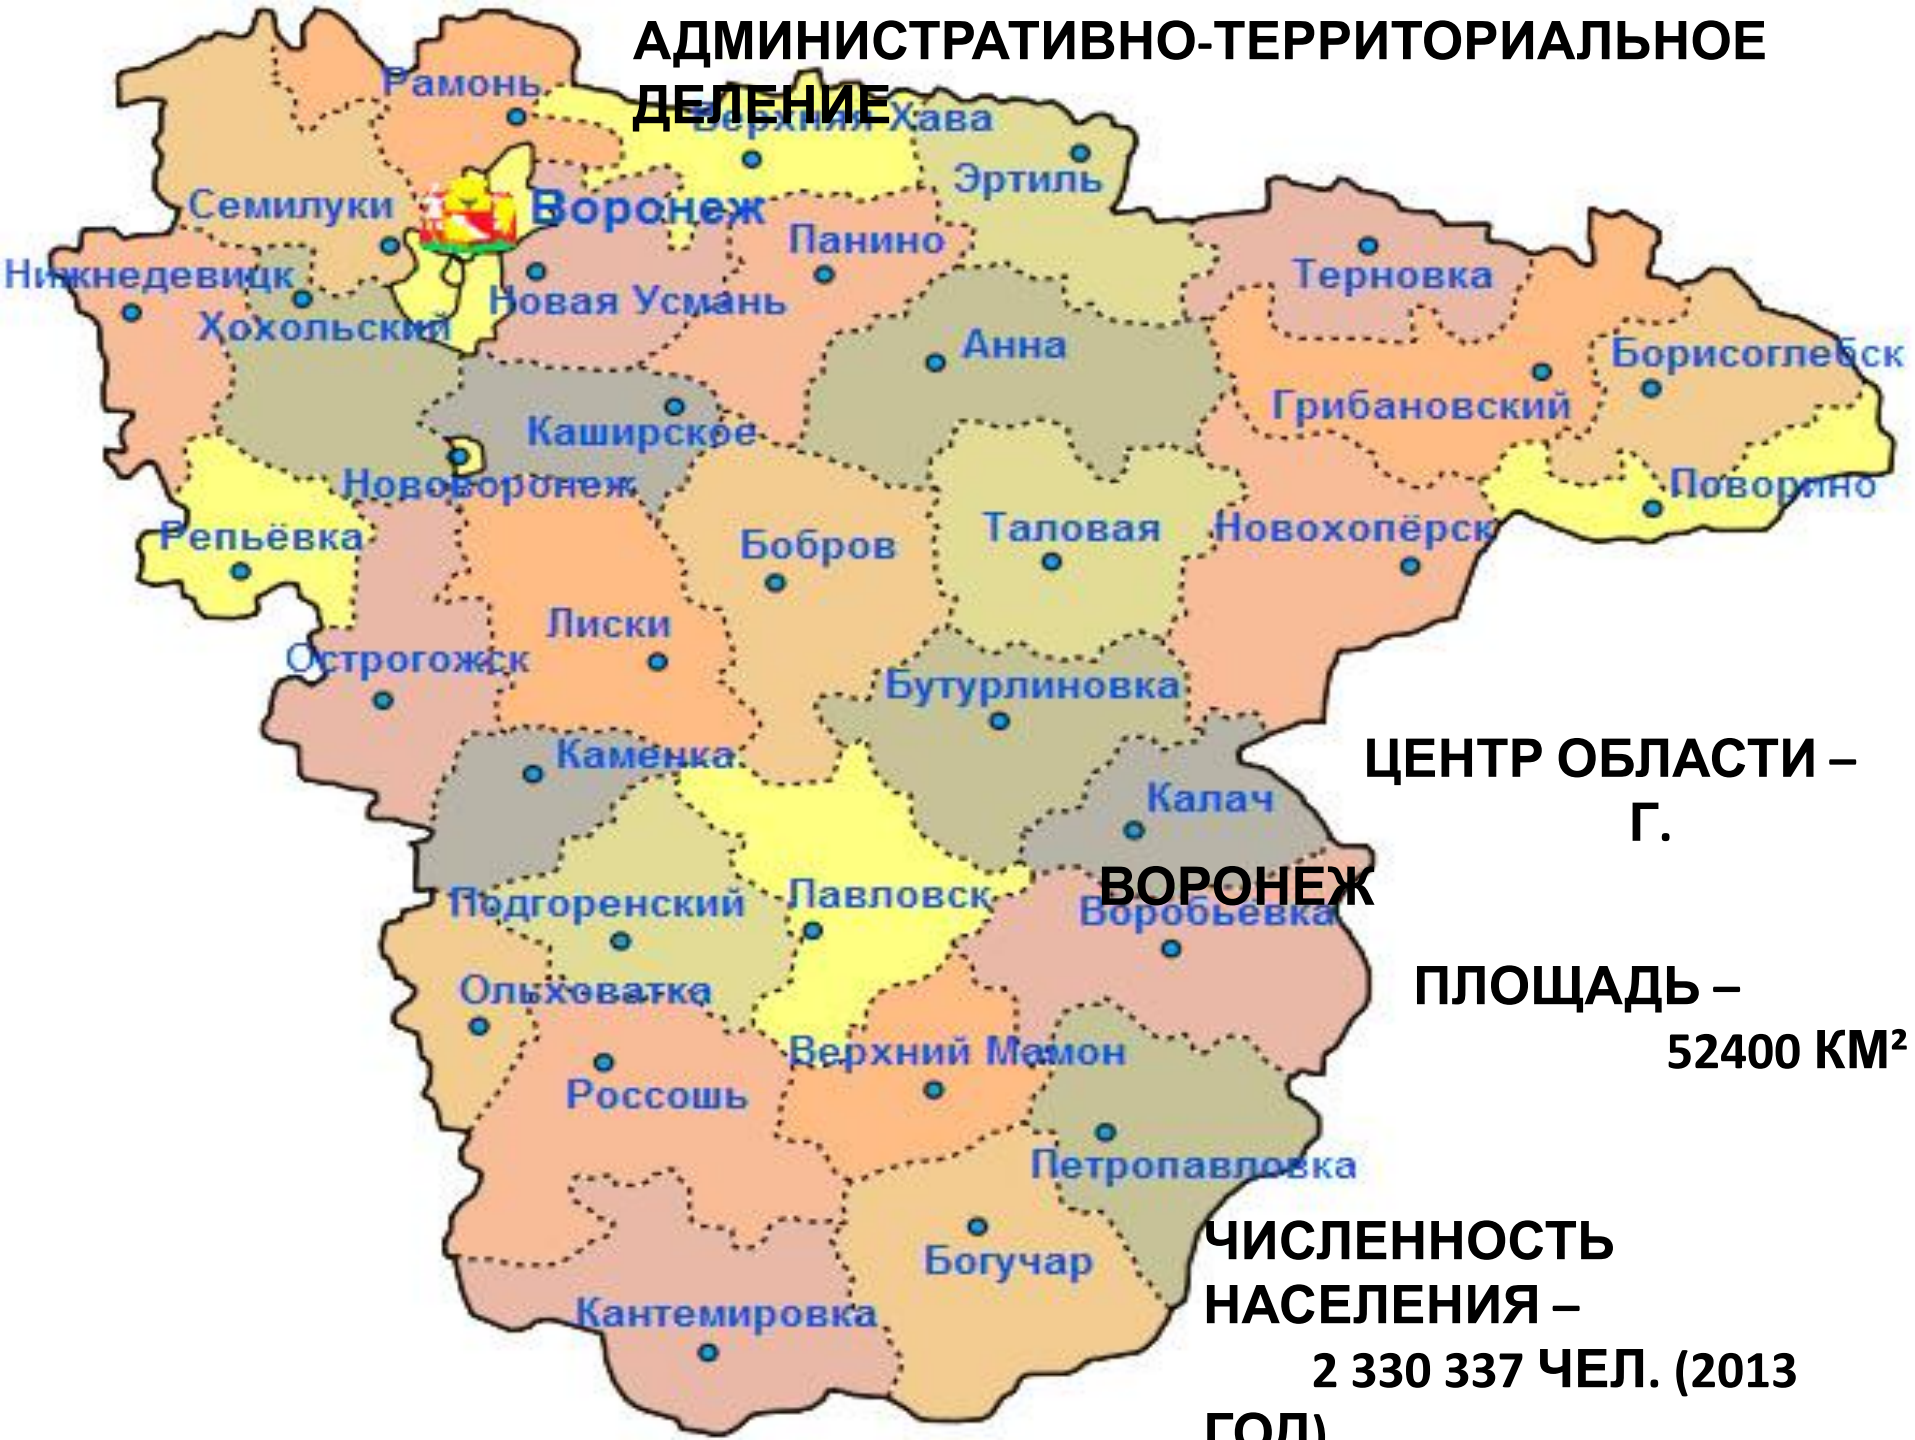 АДМИНИСТРАТИВНО-ТЕРРИТОРИАЛЬНОЕ
ДЕЛЕНИЕ
Рамонь
Верхняя Хава
Эртиль
Семилуки
Воронеж
Панино
Терновка
Нижнедевицк
Новая Усмань
Хохольский
Анна
Борисоглебск
Грибановский
Каширское
Нововоронеж
Поворино
Репьёвка
Бобров
Таловая
Новохопёрск
Лиски
Острогожск
Бутурлиновка
Каменка
Калач
Подгоренский
Павловск
Воробьёвка
Ольховатка
Верхний Мамон
Россошь
Петропавловка
Богучар
Кантемировка
ЦЕНТР ОБЛАСТИ –
Г.
ВОРОНЕЖ
ПЛОЩАДЬ –
52400 КМ²
ЧИСЛЕННОСТЬ
НАСЕЛЕНИЯ –
2 330 337 ЧЕЛ. (2013
ГОД)